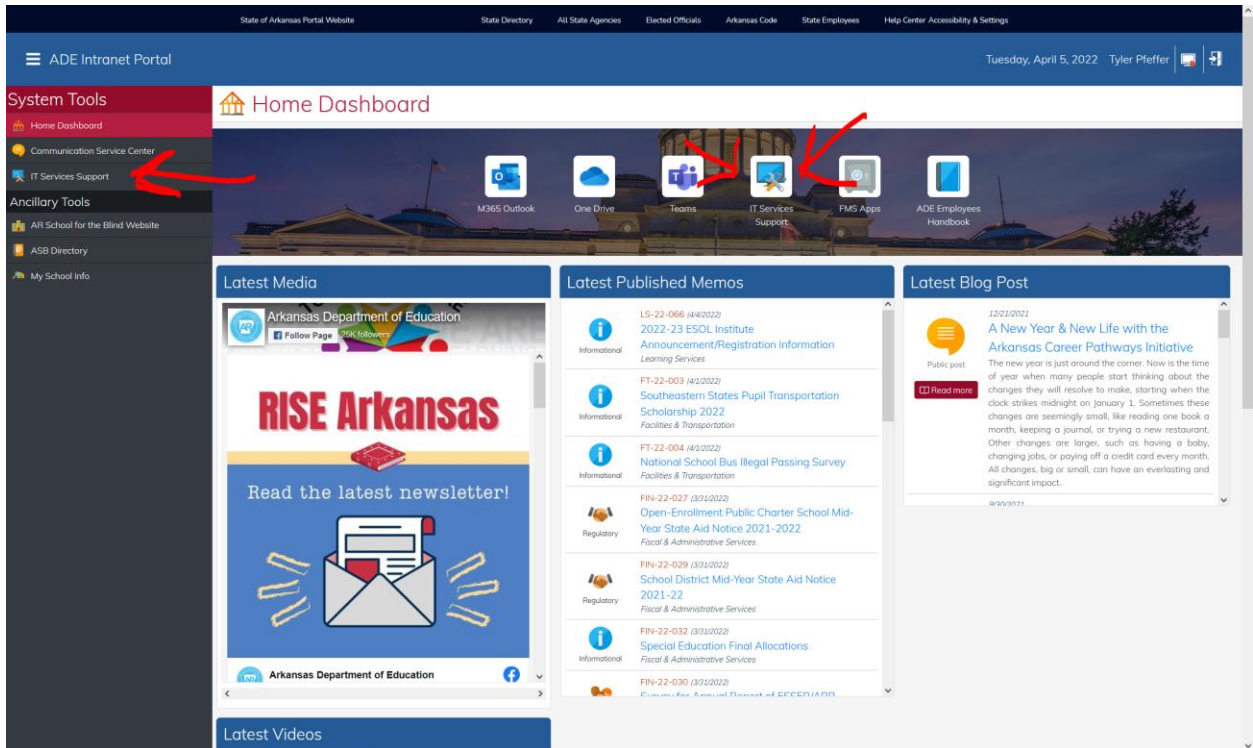 State of Arkansas Portal Website State Directory All State Agencies Elected Officials Arkansas Code State Employees Help Center Accessibility & Settings
ADE Intranet Portal
Tuesday, April 5, 2022 Tyler Pfeffer
System Tools
Home Dashboard
Communication Service Center
IT Services Support
Ancillary Tools
AR School for the Blind Website
ASB Directory
My School Info
Home Dashboard
M365 Outlook
One Drive
Teams
IT Services
Support
FMS Apps
ADE Employees
Handbook
Latest Media
Arkansas Department of Education
Follow Page 25K followers
RISE Arkansas
Read the latest newsletter!
Arkansas Department of Education
Latest Videos
Latest Published Memos
LS-22-066 (4/4/2022)
2022-23 ESOL Institute
Announcement/Registration Information
Learning Services
Informational
FT-22-003 (4/1/2022)
Southeastern States Pupil Transportation
Scholarship 2022
Facilities & Transportation
Informational
FT-22-004 (4/1/2022)
National School Bus Illegal Passing Survey
Facilities & Transportation
Informational
FIN-22-027 (3/31/2022)
Open-Enrollment Public Charter School Mid-
Year State Aid Notice 2021-2022
Fiscal & Administrative Services
Regulatory
FIN-22-029 (3/31/2022)
School District Mid-Year State Aid Notice
2021-22
Fiscal & Administrative Services
Regulatory
FIN-22-032 (3/31/2022)
Special Education Final Allocations
Fiscal & Administrative Services
Informational
FIN-22-030 (3/31/2022)
Survey for Annual Report of ESSER/ARP
Latest Blog Post
12/21/2021
A New Year & New Life with the
Arkansas Career Pathways Initiative
Public post
Read more
The new year is just around the corner. Now is the time
of year when many people start thinking about the
changes they will resolve to make, starting when the
clock strikes midnight on January 1. Sometimes these
changes are seemingly small, like reading one book a
month, keeping a journal, or trying a new restaurant.
Other changes are larger, such as having a baby,
changing jobs, or paying off a credit card every month.
All changes, big or small, can have an everlasting and
significant impact.
9/30/2021